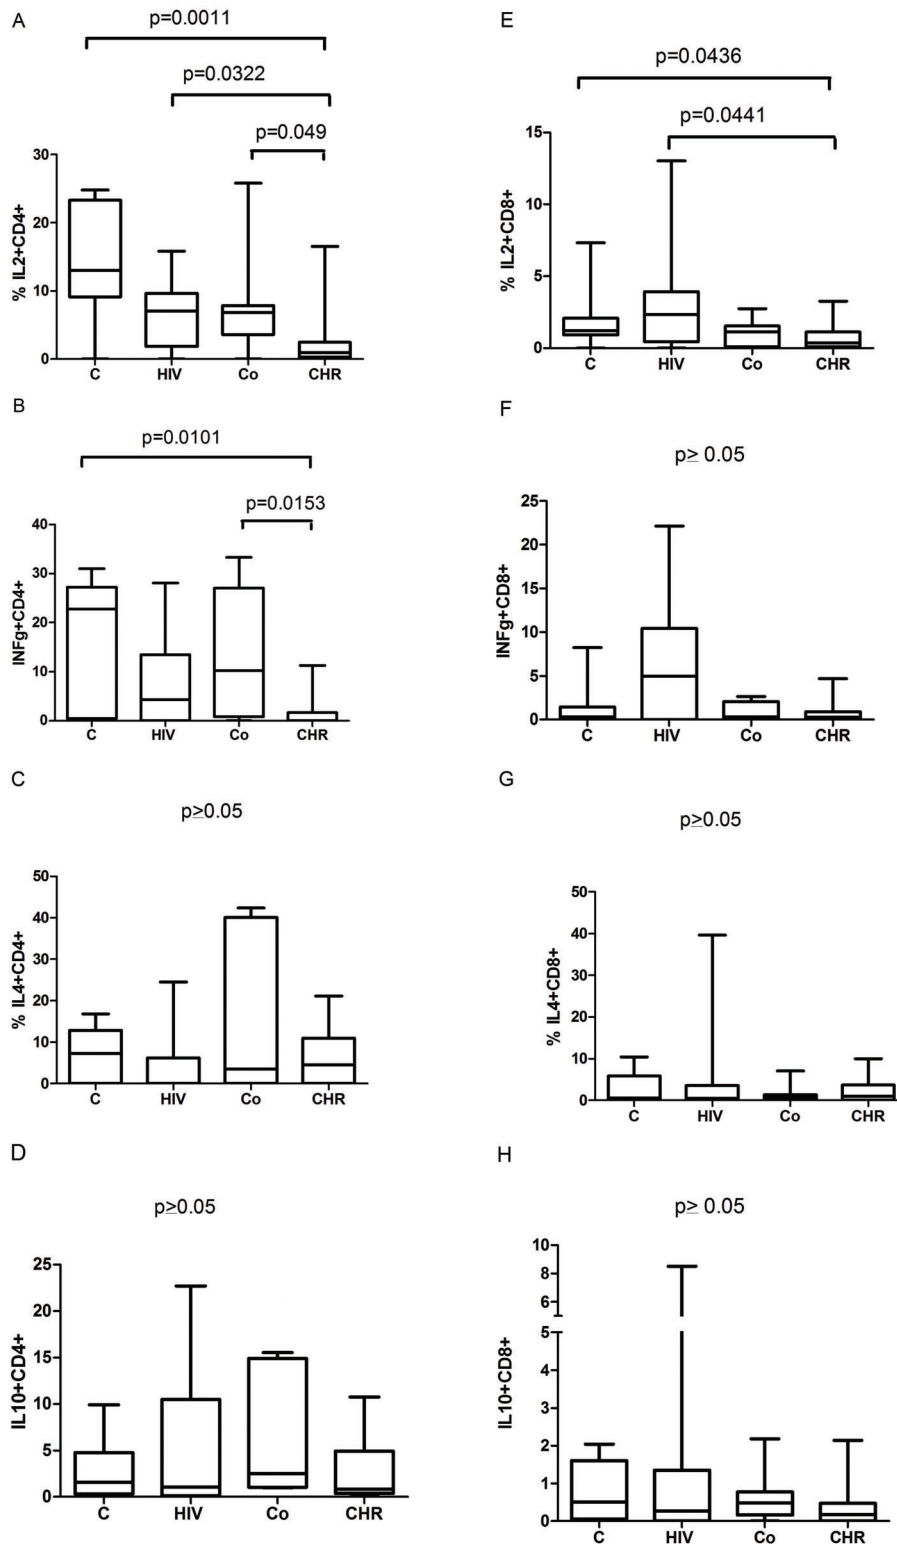 A
p=0.0011
p=0.0322
p=0.049
% IL2+CD4+
30
20
10
0
C HIV Co CHR
B
p=0.0101
p=0.0153
INFg+CD4+
40
30
20
10
0
C HIV Co CHR
C
p≥0.05
% IL4+CD4+
50
40
30
20
10
0
C HIV Co CHR
D
p≥0.05
IL10+CD4+
25
20
15
10
5
0
C HIV Co CHR
E
p=0.0436
p=0.0441
% IL2+CD8+
15
10
5
0
C HIV Co CHR
F
p≥ 0.05
INFg+CD8+
25
20
15
10
5
0
C HIV Co CHR
G
p≥0.05
% IL4+CD8+
50
40
30
20
10
0
C HIV Co CHR
H
p≥ 0.05
IL10+CD8+
10
8
6
5
4
3
2
1
0
C HIV Co CHR